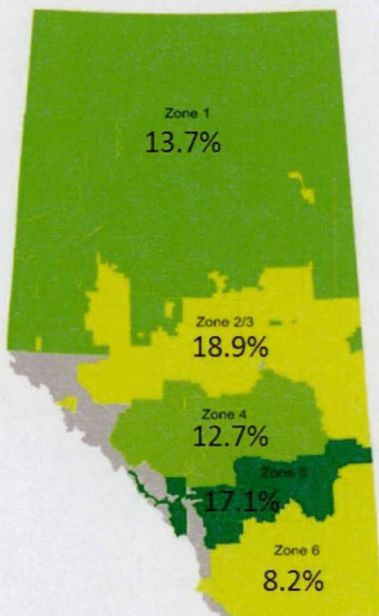 Zone 1
13.7%
Zone 2/3
18.9%
Zone 4
12.7%
Zone 5
17.1%
Zone 6
8.2%